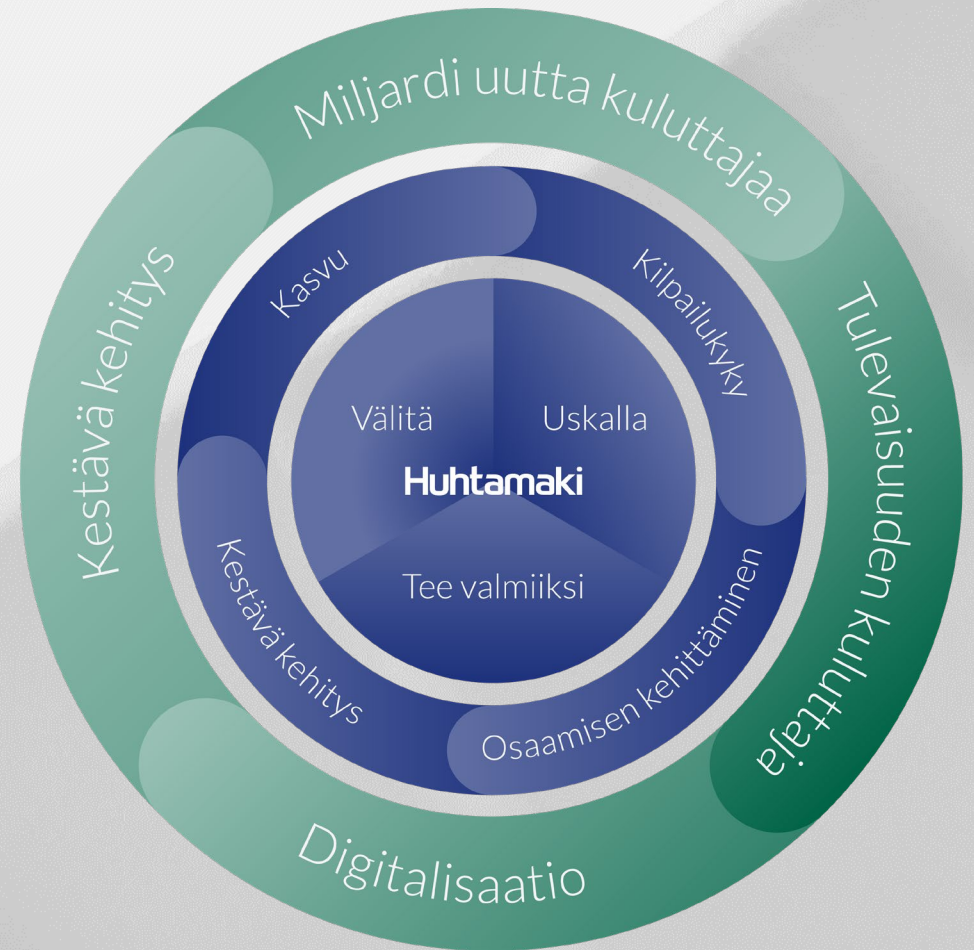 Miljardi uutta kuluttajaa
Tulevaisuuden kuluttaja
Digitalisaatio
Kestävä kehitys
Kasvu
Kilpailukyky
Osaamisen kehittäminen
Kestävä kehitys
Välitä
Uskalla
Huhtamaki
Tee valmiiksi